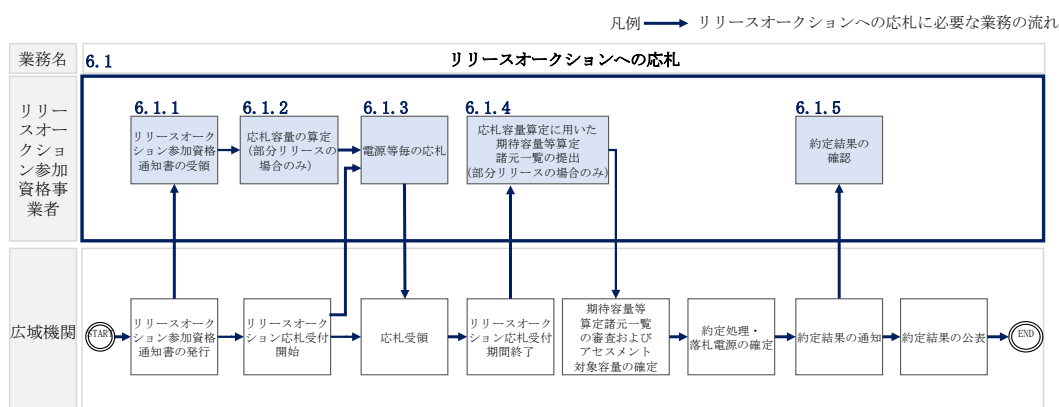 凡例 リリースオークションへの応札に必要な業務の流れ
業務名
6.1
リリースオークションへの応札
リリー
スオー
クショ
ン参加
資格事
業者
6.1.1
リリースオーク
ション参加資格
通知書の受領
6.1.2
応札容量の算定
(部分リリースの
場合のみ)
6.1.3
電源等毎の応札
6.1.4
応札容量算定に用いた
期待容量等算定
諸元一覧の提出
(部分リリースの場合のみ)
6.1.5
約定結果の
確認
広域機関
START
リリースオーク
ション参加資格
通知書の発行
リリースオーク
ション応札受付
開始
応札受領
リリースオーク
ション応札受付
期間終了
期待容量等
算定諸元一覧
の審査および
アセスメント
対象容量の確定
約定処理・
落札電源の確定
約定結果の通知
約定結果の公表
END